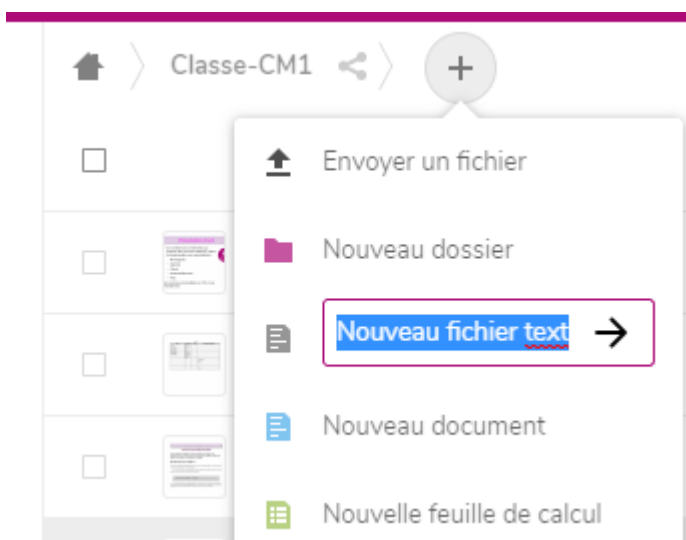 Classe-CM1
Envoyer un fichier
Nouveau dossier
Nouveau fichier text
Nouveau document
Nouvelle feuille de calcul